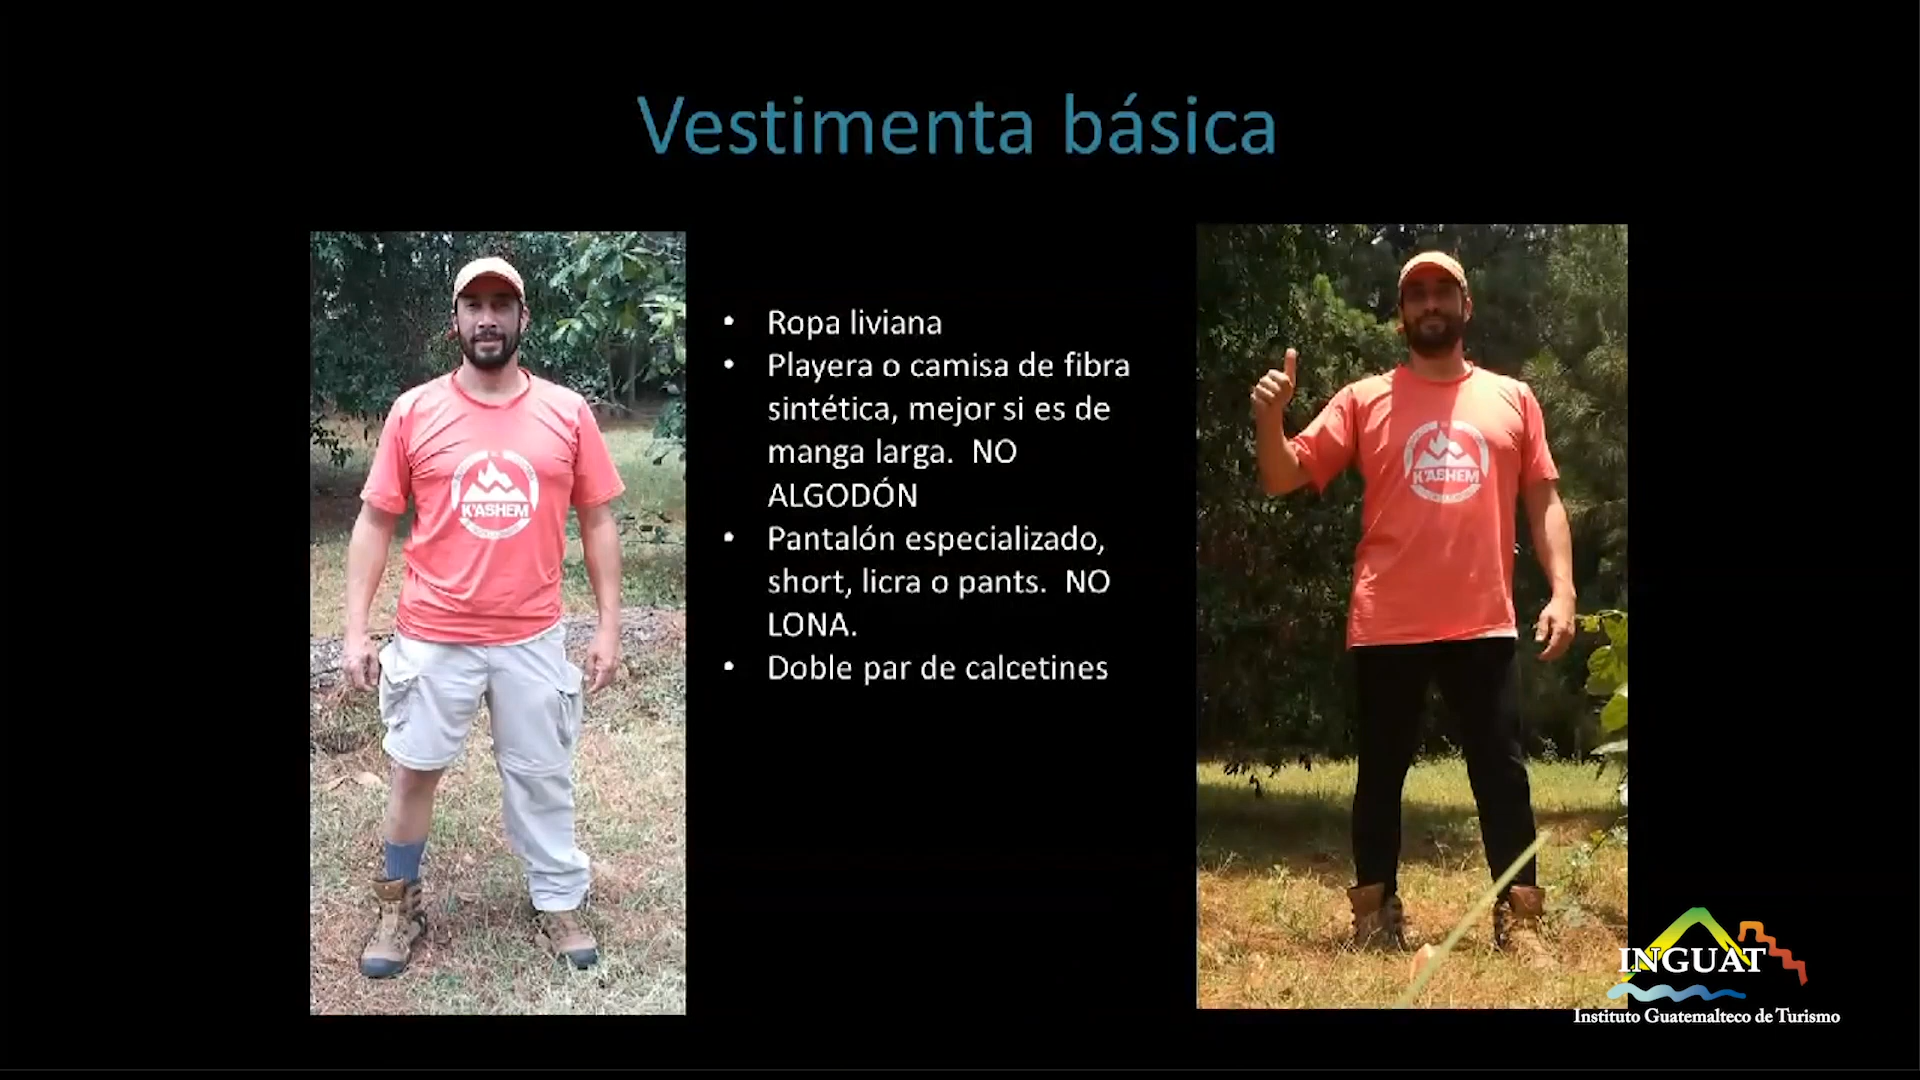 Vestimenta básica
• Ropa liviana
• Playera o camisa de fibra
sintética, mejor si es de
manga larga.  NO
ALGODÓN
• Pantalón especializado,
short, licra o pants.  NO
LONA.
• Doble par de calcetines
K'ASHEM
K'ASHEM
INGUAT
Instituto Guatemalteco de Turismo